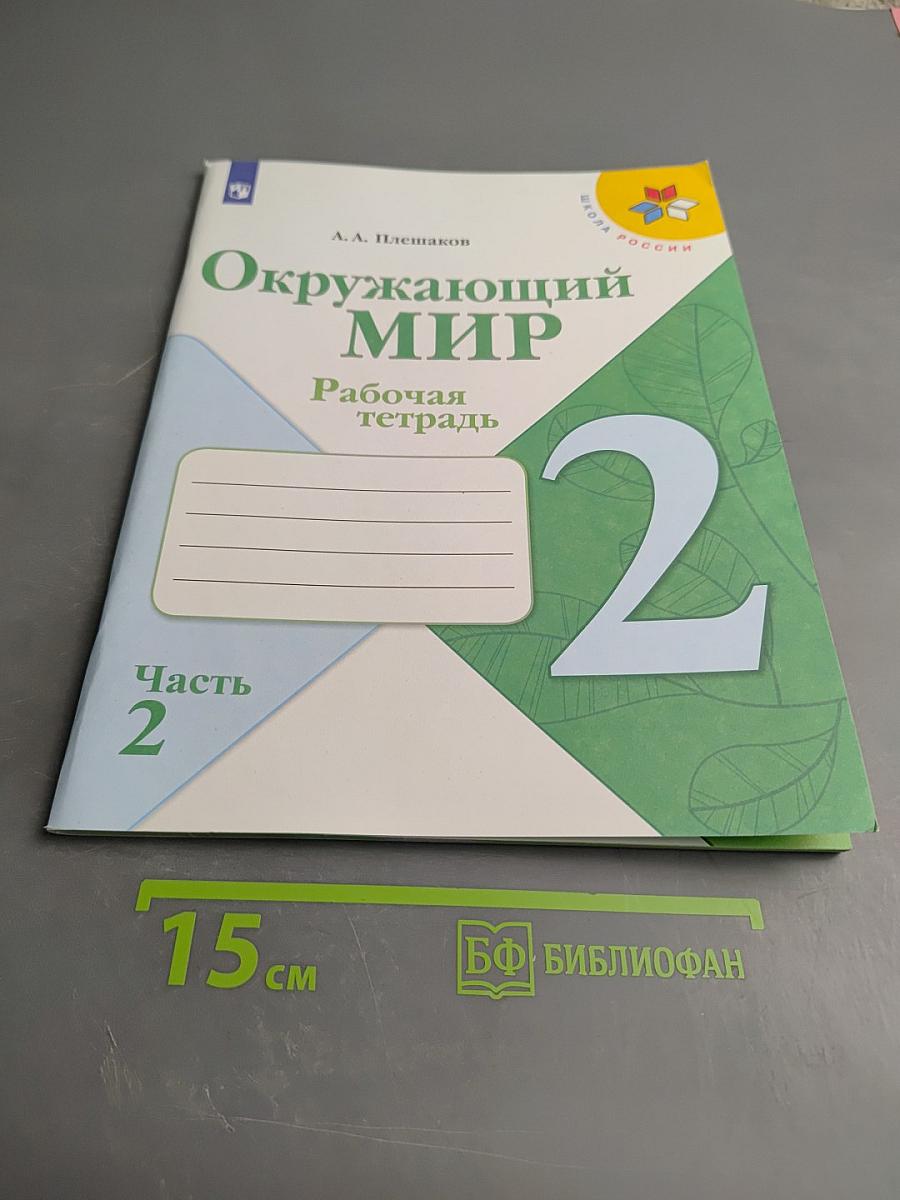 ШКОЛА РОССИИ
А. А. Плешаков
Окружающий
МИР
Рабочая
тетрадь
2
Часть
2
15 см
БФ БИБЛИОФАН